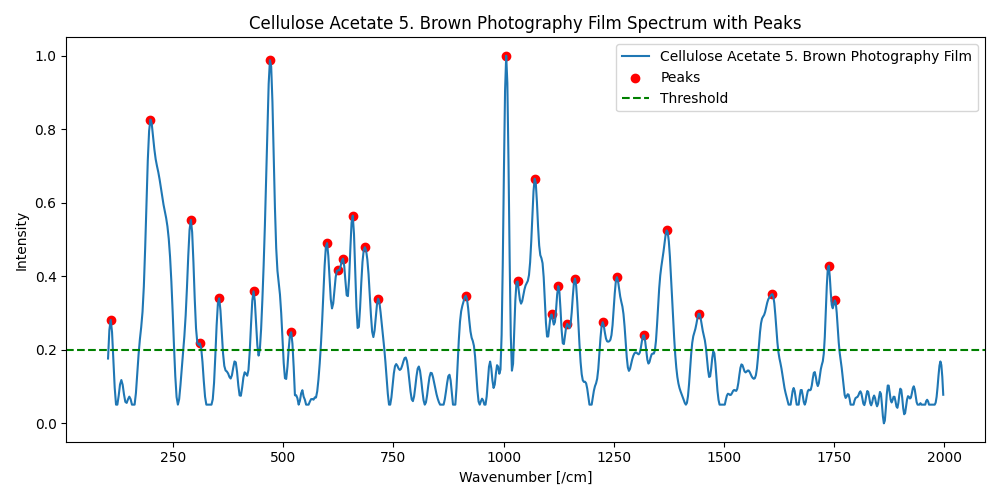 Cellulose Acetate 5. Brown Photography Film Spectrum with Peaks
Cellulose Acetate 5. Brown Photography Film
Peaks
Threshold
Intensity
1.0
0.8
0.6
0.4
0.2
0.0
250 500 750 1000 1250 1500 1750 2000
Wavenumber [/cm]